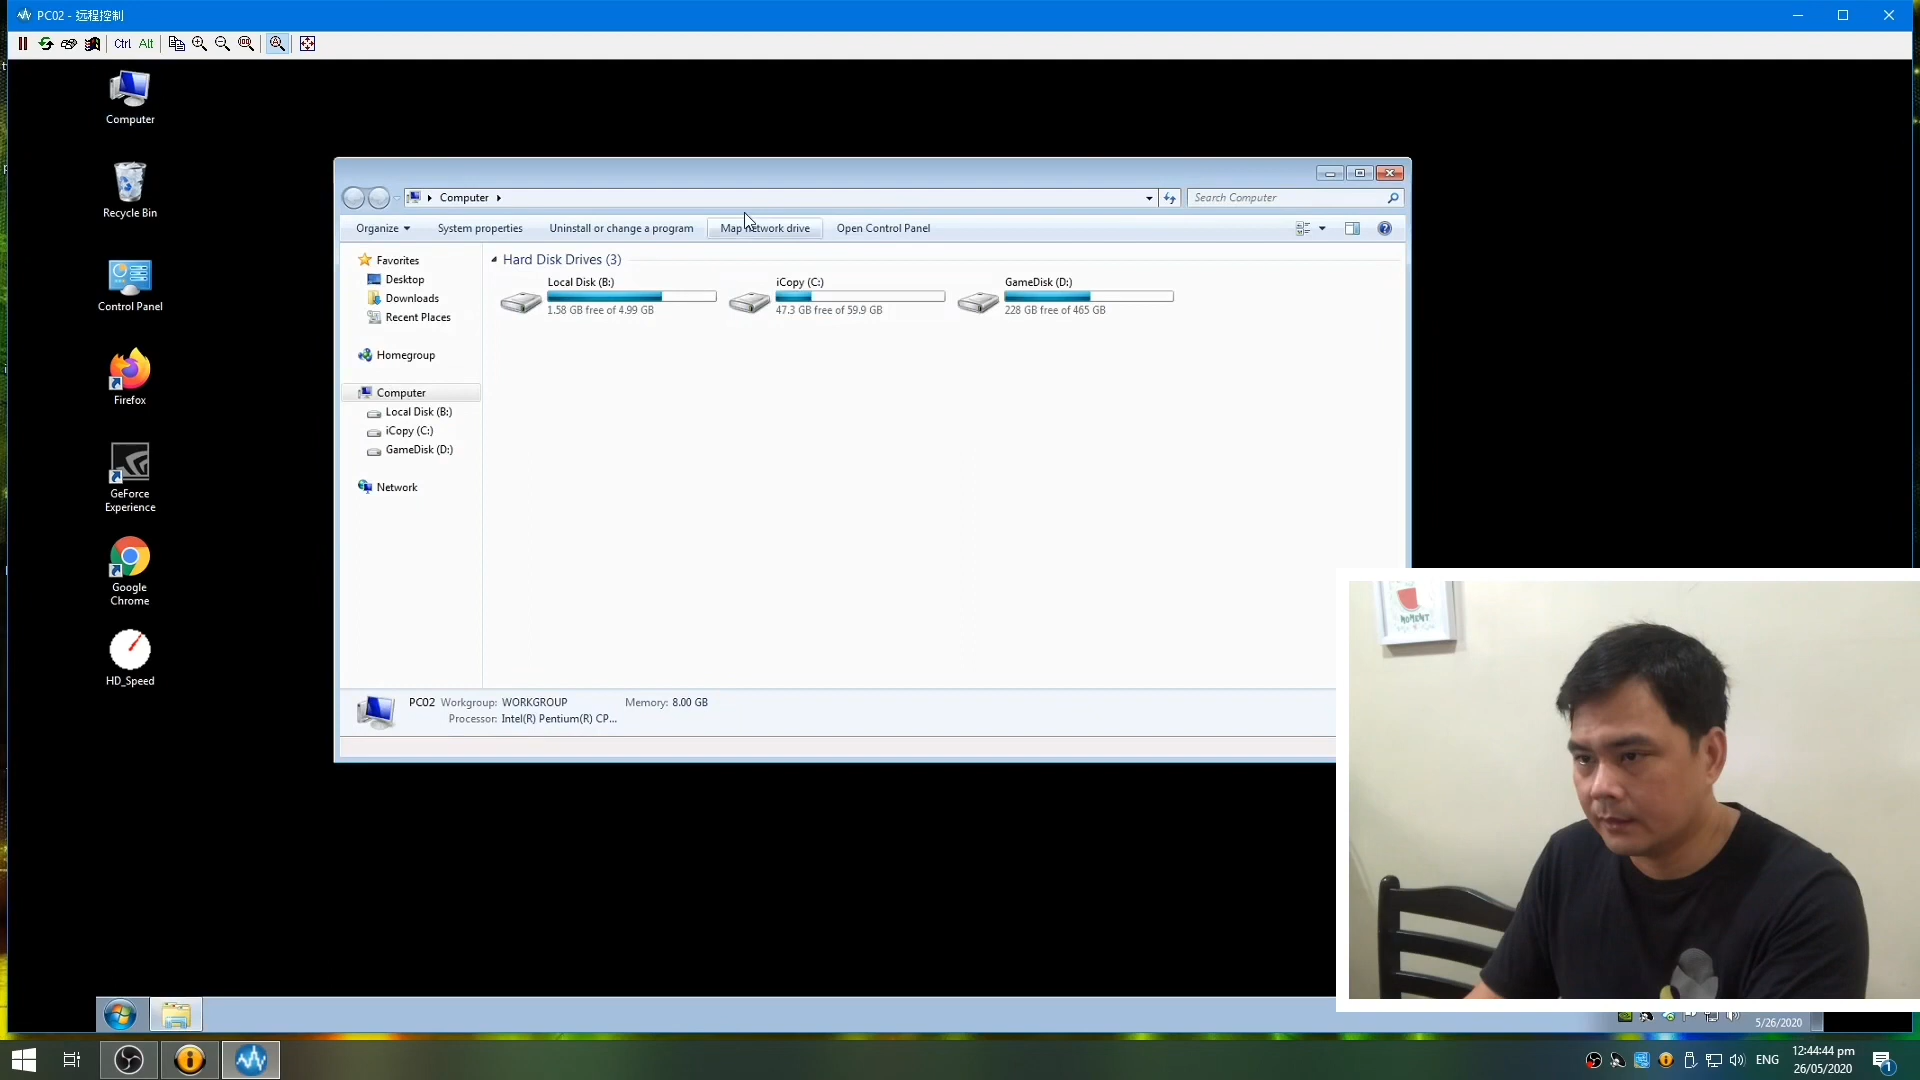 PC02 - 远程控制
Ctrl Alt
Computer
Recycle Bin
Control Panel
Firefox
GeForce
Experience
Google
Chrome
HD_Speed
Computer
Search Computer
Organize System properties Uninstall or change a program Map network drive Open Control Panel
Favorites
Desktop
Downloads
Recent Places
Homegroup
Computer
Local Disk (B:)
iCopy (C:)
GameDisk (D:)
Network
Hard Disk Drives (3)
Local Disk (B:)
1.58 GB free of 4.99 GB
iCopy (C:)
47.3 GB free of 59.9 GB
GameDisk (D:)
228 GB free of 465 GB
PC02 Workgroup: WORKGROUP Memory: 8.00 GB
Processor: Intel(R) Pentium(R) CP...
MOMENT
5/26/2020
ENG
12:44:44 pm
26/05/2020
1